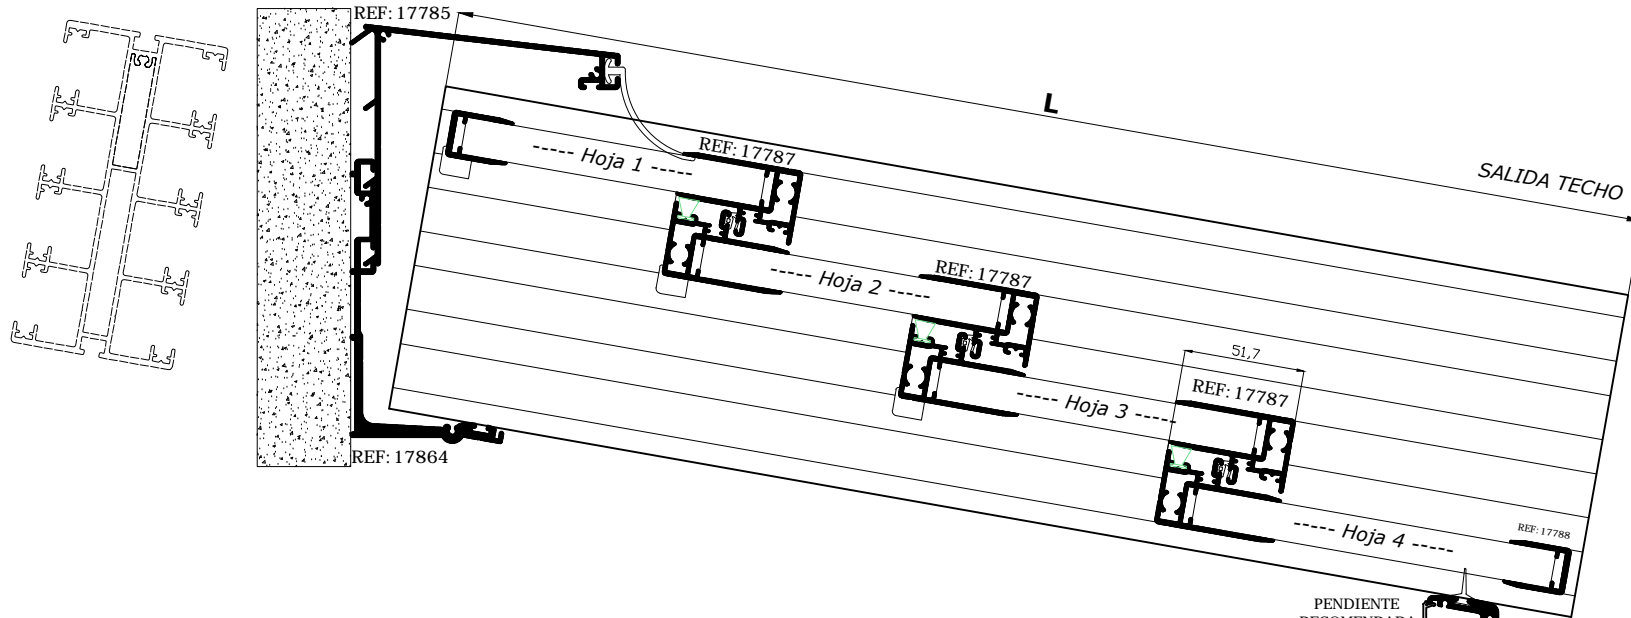 REF: 17785
L
SALIDA TECHO
----- Hoja 1 -----
REF: 17787
----- Hoja 2 -----
REF: 17787
51,7
REF: 17787
----- Hoja 3 -----
REF: 17864
----- Hoja 4 -----
REF: 17788
PENDIENTE
RECOMENDADA